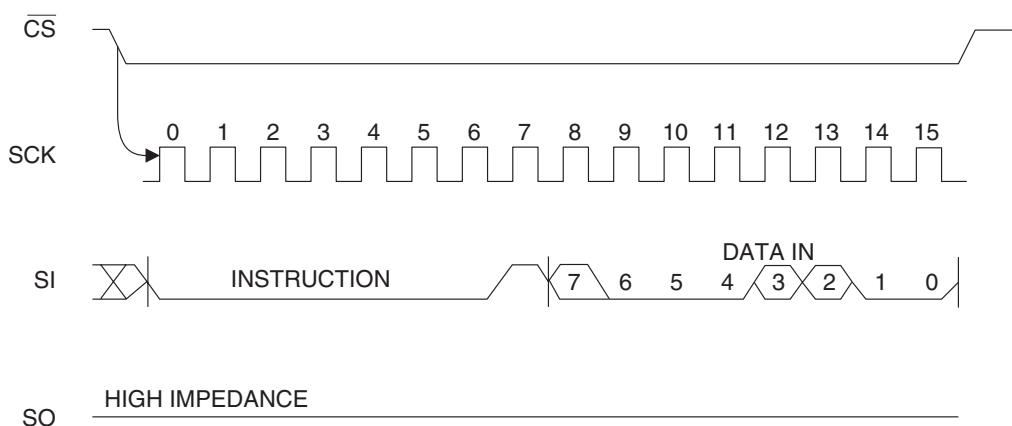 CS
0 1 2 3 4 5 6 7 8 9 10 11 12 13 14 15
SCK
DATA IN
SI
INSTRUCTION
7 6 5 4 3 2 1 0
HIGH IMPEDANCE
SO